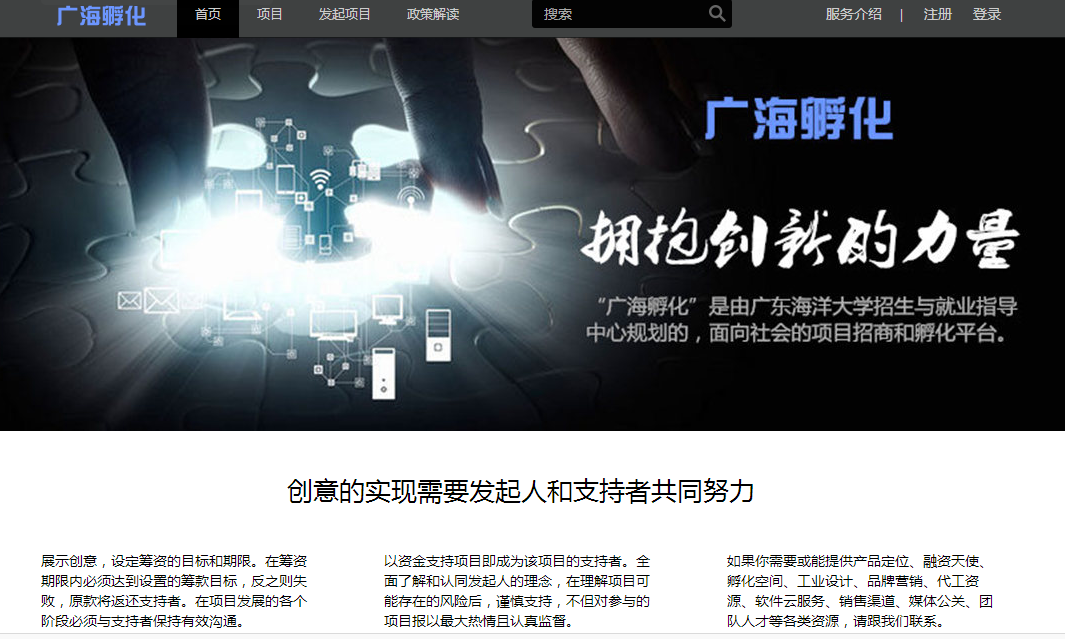 广海孵化 首页 项目 发起项目 政策解读 搜索 服务介绍 | 注册 登录
广海孵化
拥抱创新的力量
“广海孵化”是由广东海洋大学招生与就业指导
中心规划的，面向社会的项目招商和孵化平台。
创意的实现需要发起人和支持者共同努力
展示创意，设定筹资的目标和期限。在筹资
期限内必须达到设置的筹款目标，反之则失
败，原款将返还支持者。在项目发展的各个
阶段必须与支持者保持有效沟通。
以资金支持项目即成为该项目的支持者。全
面了解和认同发起人的理念，在理解项目可
能存在的风险后，谨慎支持，不但对参与的
项目报以最大热情且认真监督。
如果你需要或能提供产品定位、融资天使、
孵化空间、工业设计、品牌营销、代工资
源、软件云服务、销售渠道、媒体公关、团
队人才等各类资源，请跟我们联系。